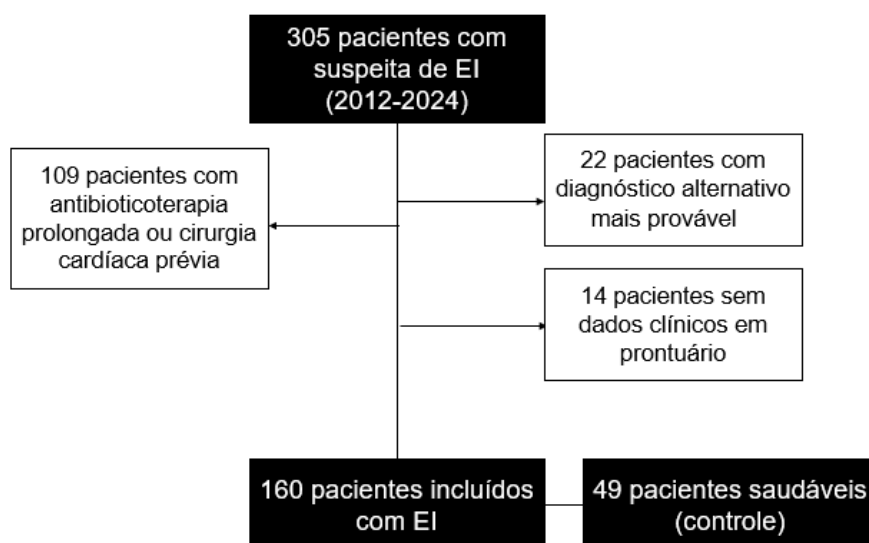 305 pacientes com
suspeita de EI
(2012-2024)
22 pacientes com
diagnóstico alternativo
mais provável
109 pacientes com
antibioticoterapia
prolongada ou cirurgia
cardíaca prévia
14 pacientes sem
dados clínicos em
prontuário
160 pacientes incluídos
com EI
49 pacientes saudáveis
(controle)